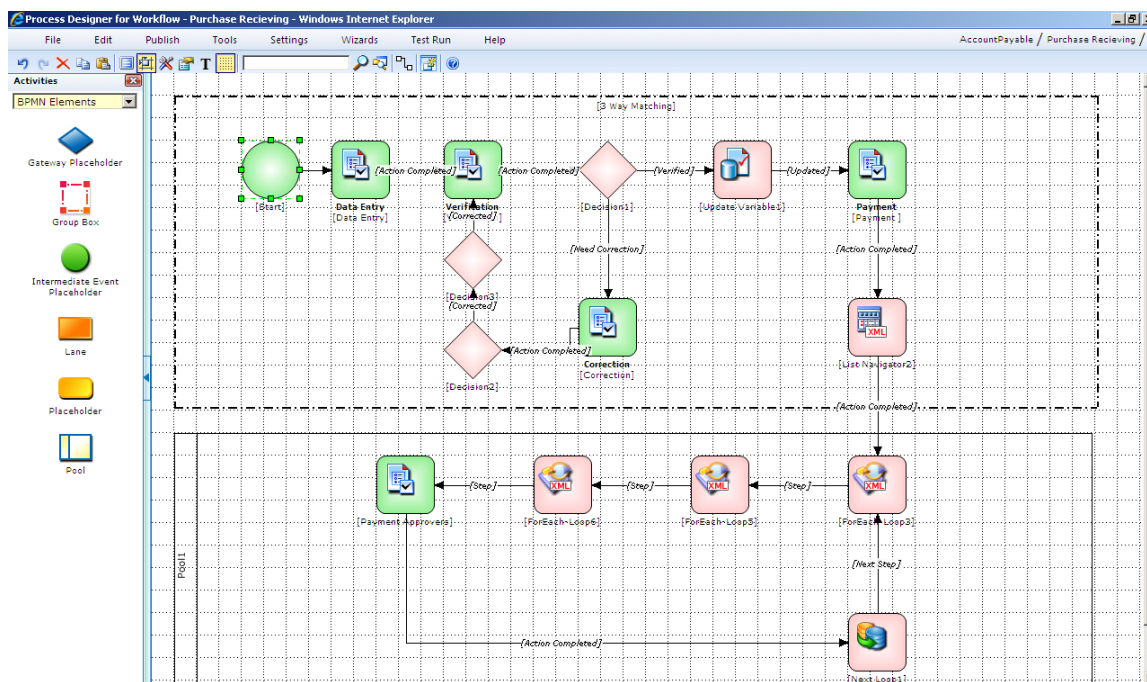 Process Designer for Workflow - Purchase Recieving - Windows Internet Explorer
File Edit Publish Tools Settings Wizards Test Run Help
AccountPayable / Purchase Recieving /
T
Activities
BPMN Elements
Gateway Placeholder
Group Box
Intermediate Event
Placeholder
Lane
Placeholder
Pool
[3 Way Matching]
[Start]
Data Entry
[Data Entry]
[Action Completed]
Verification
[Action Completed]
[Decision1]
[Verified]
[Update Variable1]
[Updated]
Payment
[Payment ]
[Corrected]
[Decision3]
[Corrected]
[Decision2]
[Need Correction]
[Action Completed]
Correction
[Correction]
[Action Completed]
XML
[List Navigator2]
[Action Completed]
Pool1
[Payment Approvers]
[Step]
XML
[ForEach-Loop6]
[Step]
XML
[ForEach-Loop5]
[Step]
XML
[ForEach-Loop3]
[Next Step]
[Action Completed]
[Next Loop1]